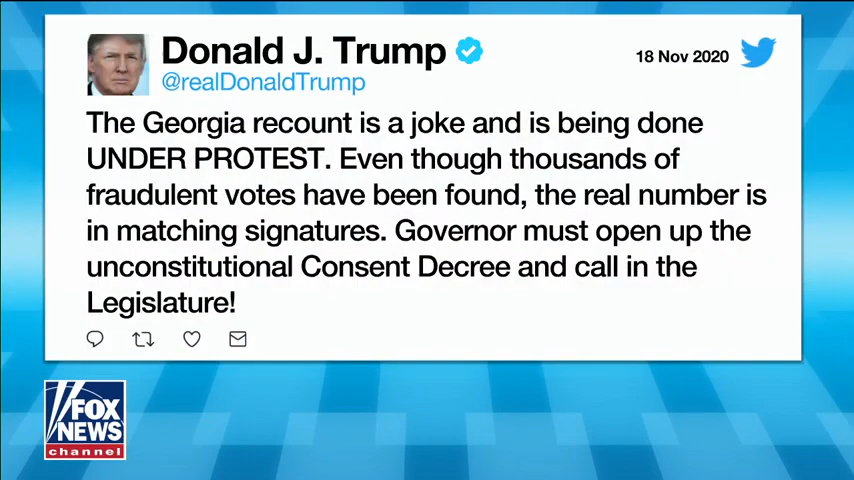 Donald J. Trump
@realDonaldTrump
18 Nov 2020
The Georgia recount is a joke and is being done
UNDER PROTEST. Even though thousands of
fraudulent votes have been found, the real number is
in matching signatures. Governor must open up the
unconstitutional Consent Decree and call in the
Legislature!
FOX
NEWS
channel